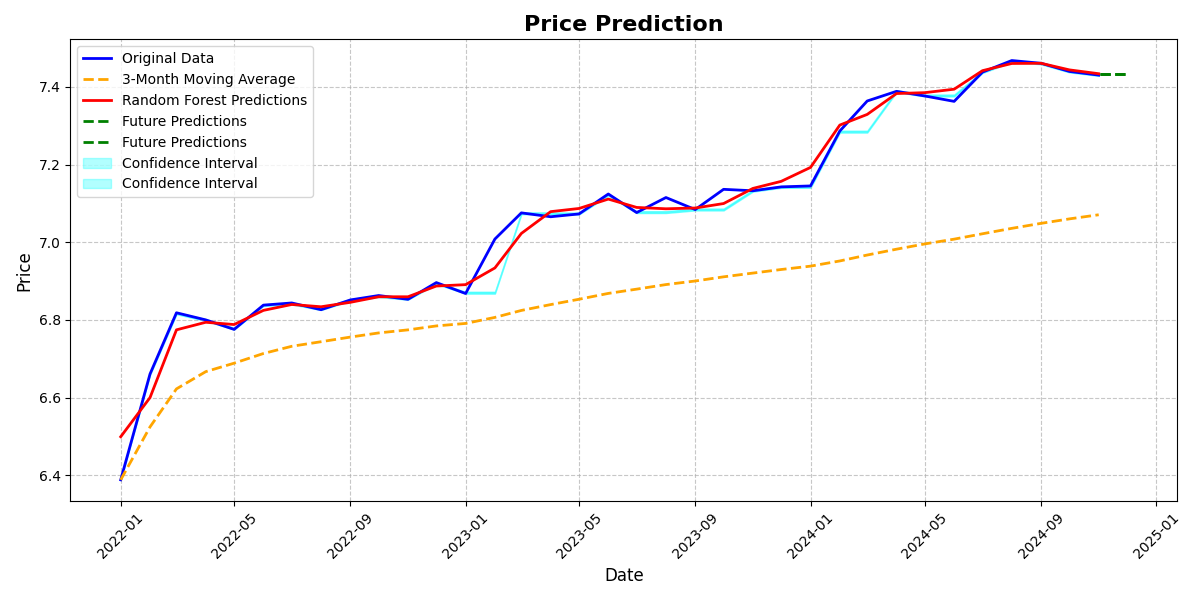 Price Prediction
Original Data
3-Month Moving Average
Random Forest Predictions
Future Predictions
Future Predictions
Confidence Interval
Confidence Interval
Price
7.4
7.2
7.0
6.8
6.6
6.4
2022-01
2022-05
2022-09
2023-01
2023-05
2023-09
2024-01
2024-05
2024-09
2025-01
Date